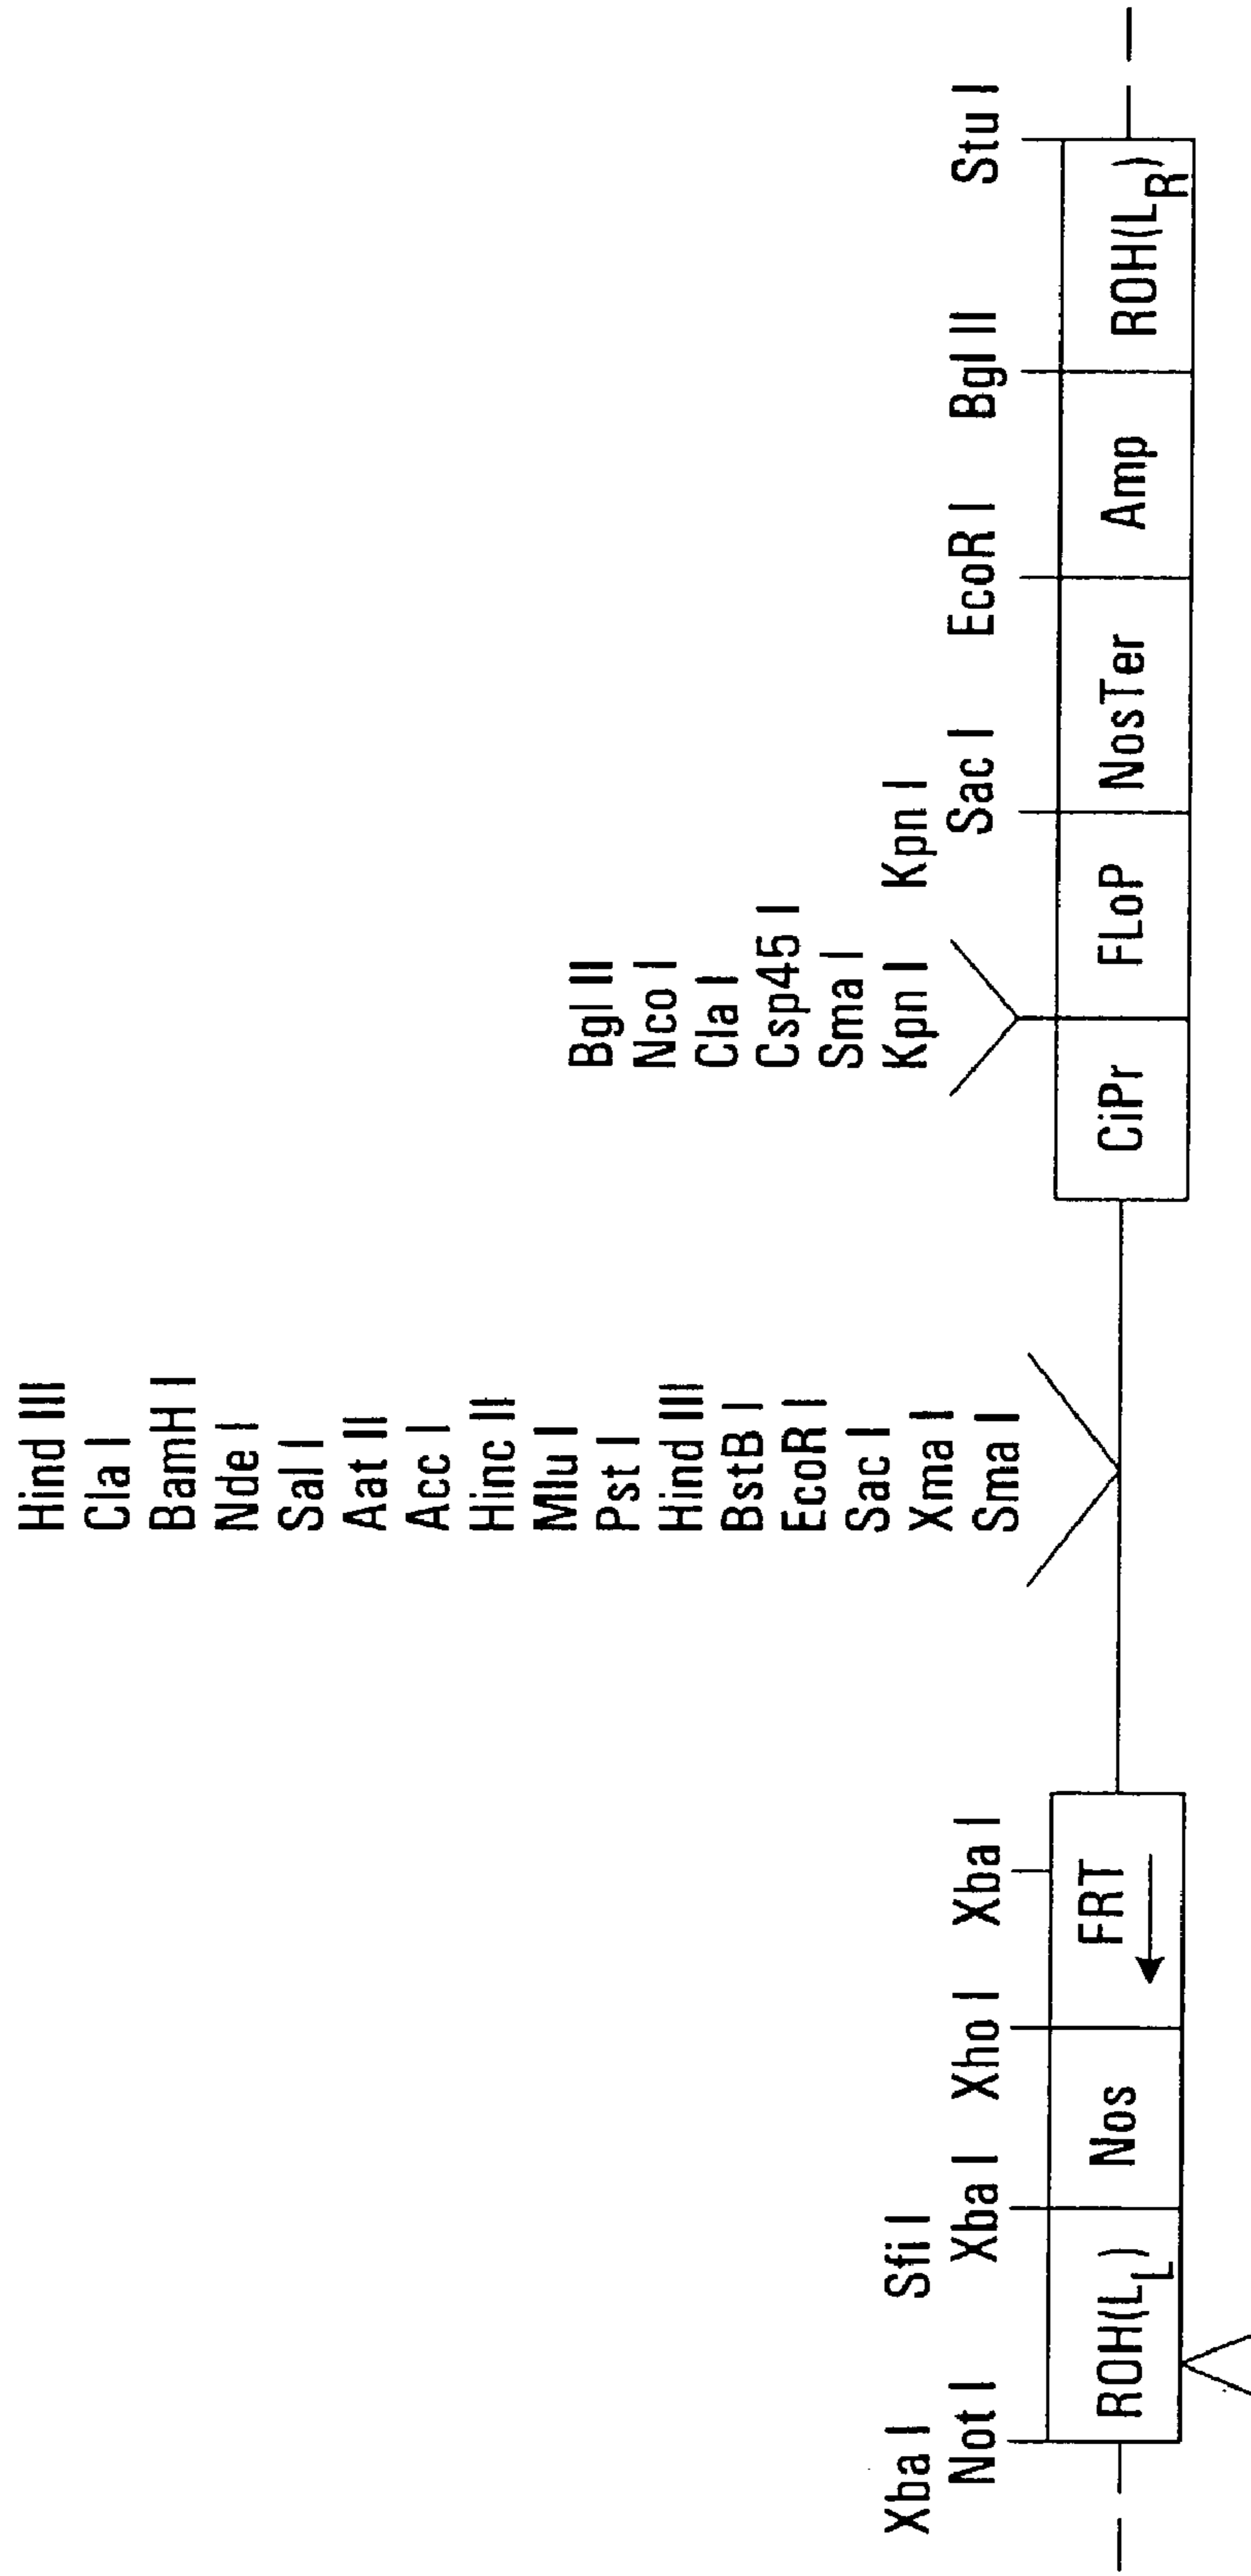 Xba I
Not I
Sfi I
Xba I
Xho I
Xba I
ROH(L_L)
Nos
FRT
Hind III
Cla I
BamH I
Nde I
Sal I
Aat II
Acc I
Hinc II
Mlu I
Pst I
Hind III
BstB I
EcoR I
Sac I
Xma I
Sma I
Bgl II
Nco I
Cla I
Csp45 I
Sma I
Kpn I
Kpn I
Sac I
EcoR I
Bgl II
Stu I
CiPr
FLoP
NosTer
Amp
ROH(L_R)